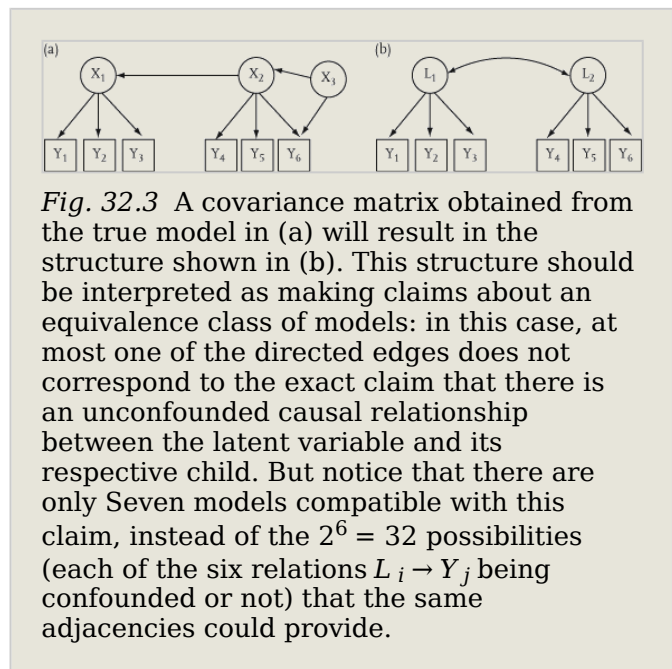 (a) (b)
X1 X2 X3 L1 L2
Y1 Y2 Y3 Y4 Y5 Y6 Y1 Y2 Y3 Y4 Y5 Y6
Fig. 32.3 A covariance matrix obtained from
the true model in (a) will result in the
structure shown in (b). This structure should
be interpreted as making claims about an
equivalence class of models: in this case, at
most one of the directed edges does not
correspond to the exact claim that there is
an unconfounded causal relationship
between the latent variable and its
respective child. But notice that there are
only Seven models compatible with this
claim, instead of the 2^6 = 32 possibilities
(each of the six relations L i → Y j being
confounded or not) that the same
adjacencies could provide.